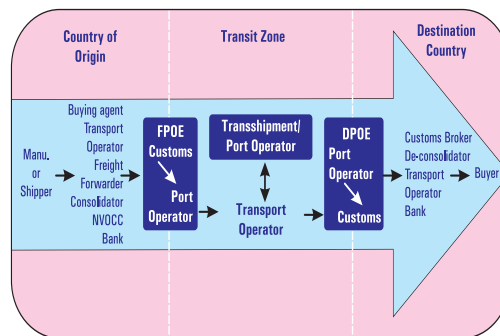 Country of
Origin
Transit Zone
Destination
Country
Manu.
or
Shipper
Buying agent
Transport
Operator
Freight
Forwarder
Consolidator
NVOCC
Bank
FPOE
Customs
Port
Operator
Transshipment/
Port Operator
Transport
Operator
DPOE
Port
Operator
Customs
Customs Broker
De-consolidator
Transport
Operator
Bank
Buyer